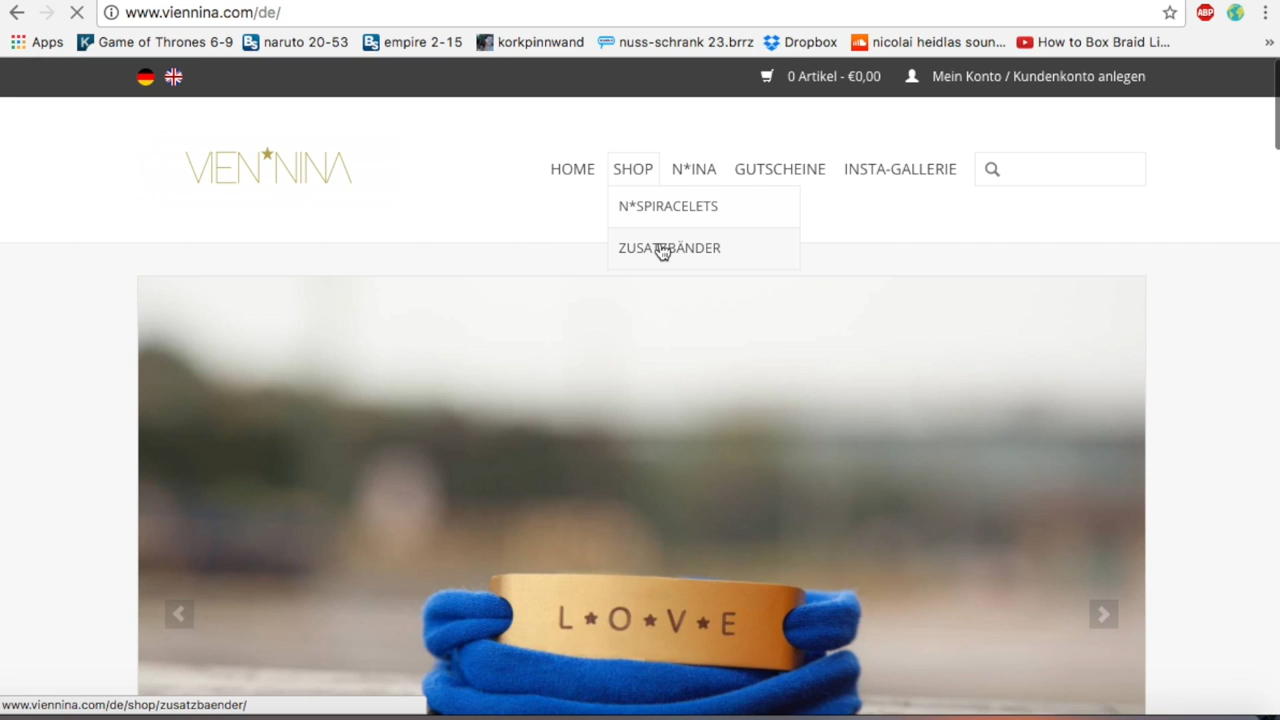 www.viennina.com/de/
Apps Game of Thrones 6-9 naruto 20-53 empire 2-15 korkpinnwand nuss-schrank 23.brrz Dropbox nicolai heidlas soun... How to Box Braid Li... »
0 Artikel - €0,00 Mein Konto / Kundenkonto anlegen
VIEN*NINA
HOME SHOP N*INA GUTSCHEINE INSTA-GALLERIE
N*SPIRACELETS
ZUSATZBÄNDER
L★O★V★E
www.viennina.com/de/shop/zusatzbaender/
ABP